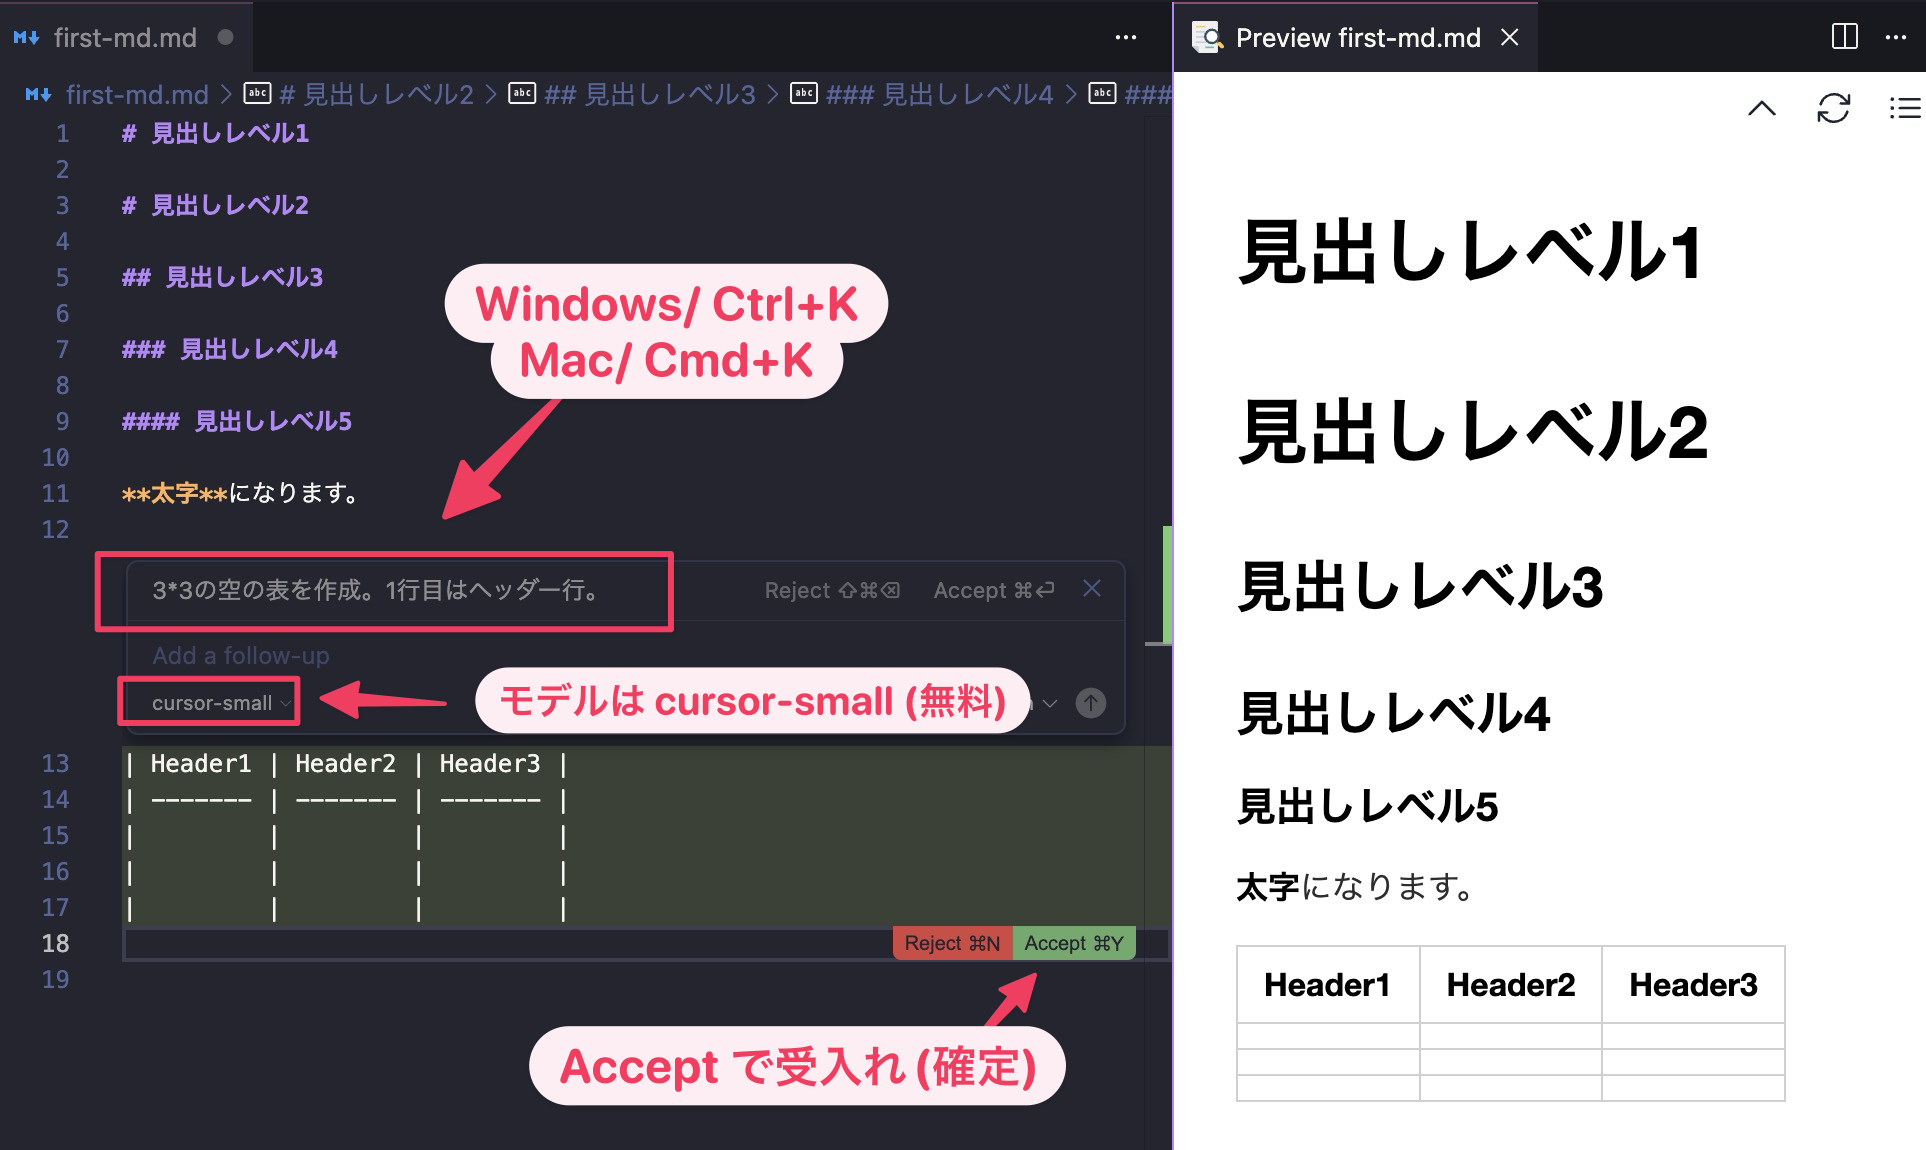 first-md.md
first-md.md > # 見出しレベル2 > ## 見出しレベル3 > ### 見出しレベル4 > ###
1 # 見出しレベル1
2
3 # 見出しレベル2
4
5 ## 見出しレベル3
6
7 ### 見出しレベル4
8
9 #### 見出しレベル5
10
11 **太字**になります。
12
Windows/ Ctrl+K
Mac/ Cmd+K
3*3の空の表を作成。1行目はヘッダー行。 Reject ⇧⌘⌫ Accept ⌘⏎
Add a follow-up
cursor-small
モデルは cursor-small (無料)
13 | Header1 | Header2 | Header3 |
14 | ------- | ------- | ------- |
15 | | | |
16 | | | |
17 | | | |
18
Reject ⌘N Accept ⌘Y
19
Accept で受入れ (確定)
Preview first-md.md
見出しレベル1
見出しレベル2
見出しレベル3
見出しレベル4
見出しレベル5
太字になります。
Header1 Header2 Header3